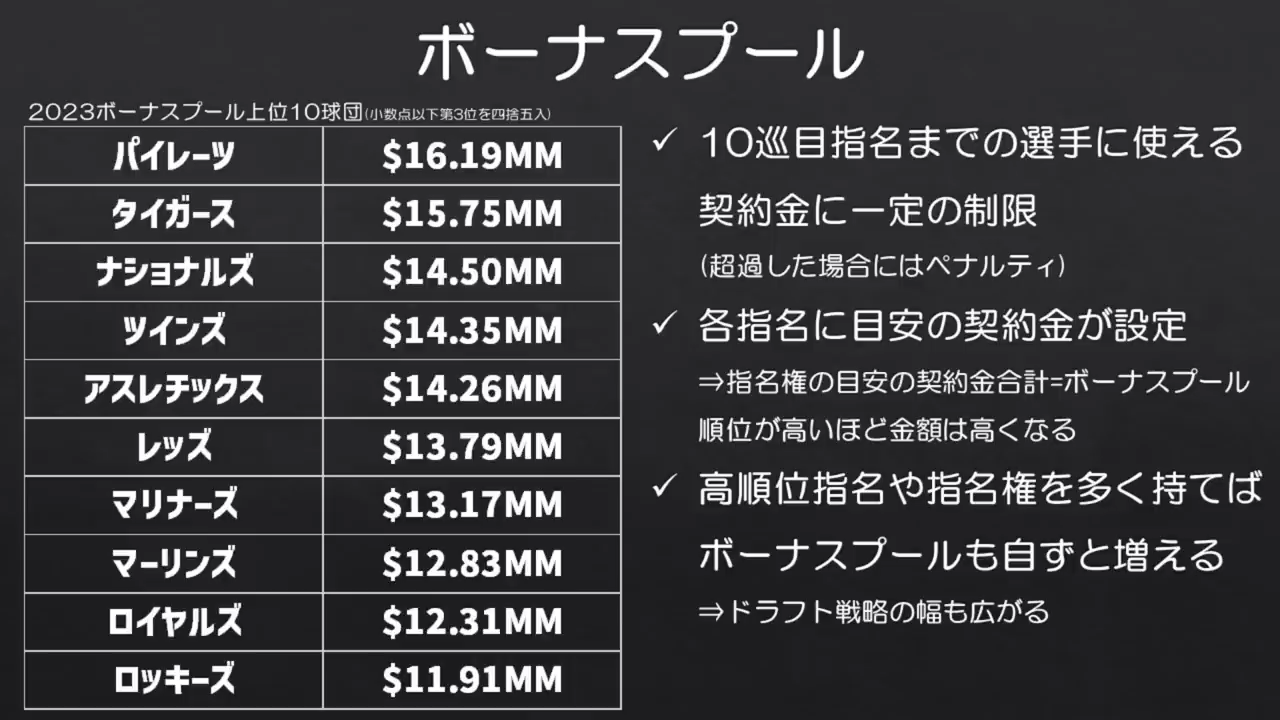 ボーナスプール
2023ボーナスプール上位10球団(小数点以下第3位を四捨五入)
パイレーツ $16.19MM
タイガース $15.75MM
ナショナルズ $14.50MM
ツインズ $14.35MM
アスレチックス $14.26MM
レッズ $13.79MM
マリナーズ $13.17MM
マーリンズ $12.83MM
ロイヤルズ $12.31MM
ロッキーズ $11.91MM
✓ 10巡目指名までの選手に使える
契約金に一定の制限
(超過した場合にはペナルティ)
✓ 各指名に目安の契約金が設定
⇒指名権の目安の契約金合計=ボーナスプール
順位が高いほど金額は高くなる
✓ 高順位指名や指名権を多く持てば
ボーナスプールも自ずと増える
⇒ドラフト戦略の幅も広がる